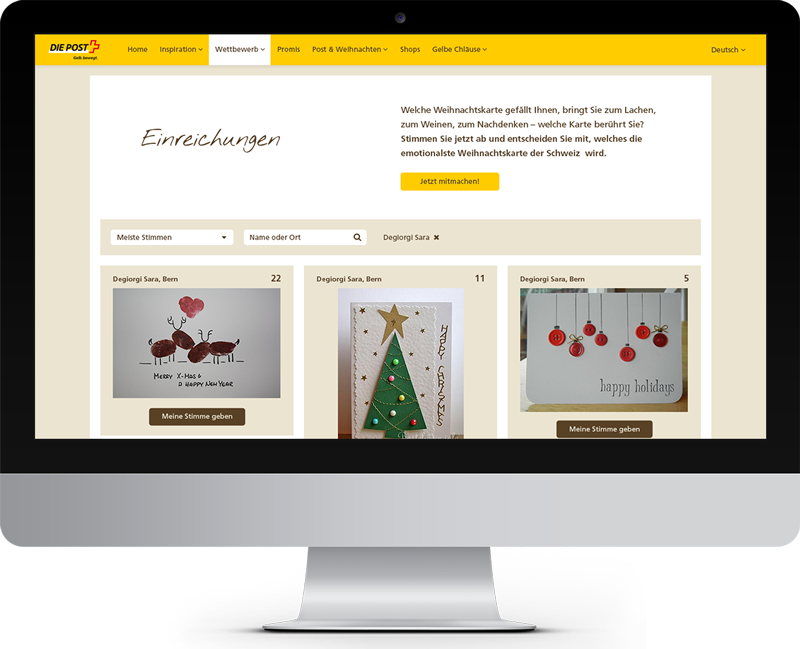 DIE POST
Gelb bewegt.
Home
Inspiration
Wettbewerb
Promis
Post & Weihnachten
Shops
Gelbe Chläuse
Deutsch
Einreichungen
Welche Weihnachtskarte gefällt Ihnen, bringt Sie zum Lachen,
zum Weinen, zum Nachdenken – welche Karte berührt Sie?
Stimmen Sie jetzt ab und entscheiden Sie mit, welches die
emotionalste Weihnachtskarte der Schweiz wird.
Jetzt mitmachen!
Meiste Stimmen
Name oder Ort
Degiorgi Sara
Degiorgi Sara, Bern 22
MERRY X-MAS &
A HAPPY NEW YEAR
Meine Stimme geben
Degiorgi Sara, Bern 11
HAPPY CHRISTMAS
Degiorgi Sara, Bern 5
happy holidays
Meine Stimme geben